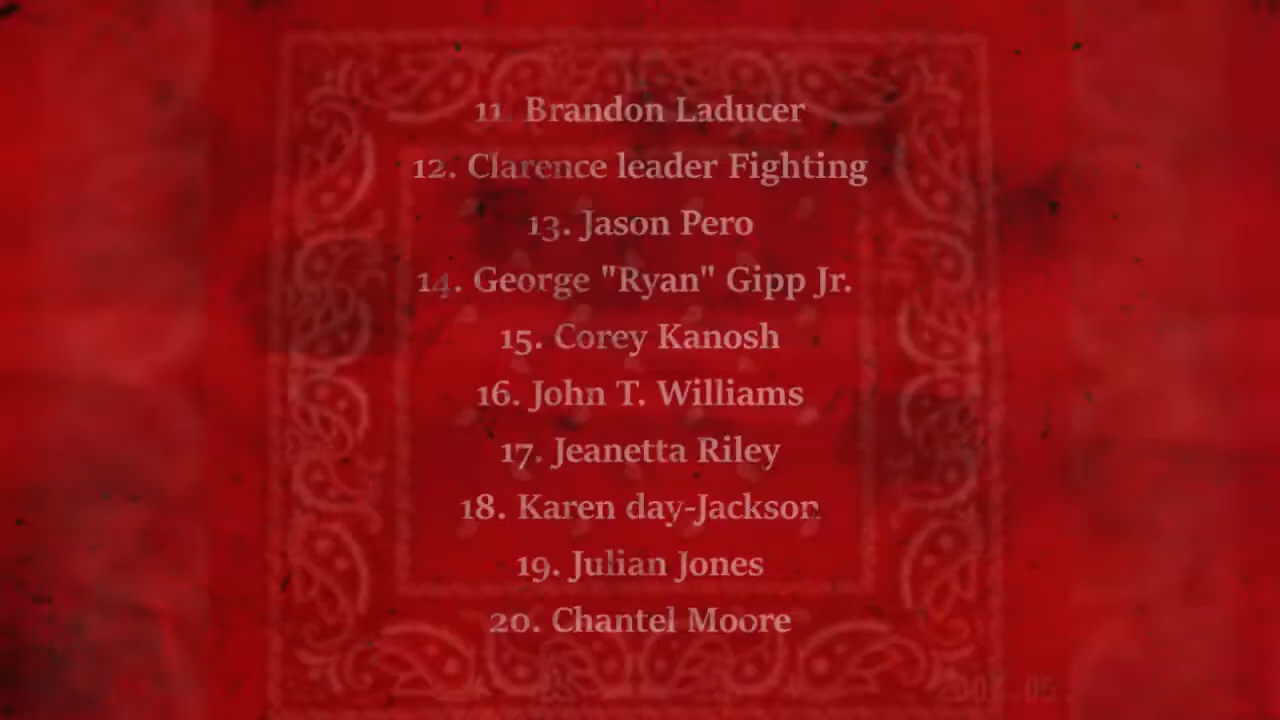 11. Brandon Laducer
12. Clarence leader Fighting
13. Jason Pero
14. George "Ryan" Gipp Jr.
15. Corey Kanosh
16. John T. Williams
17. Jeanetta Riley
18. Karen day-Jackson
19. Julian Jones
20. Chantel Moore